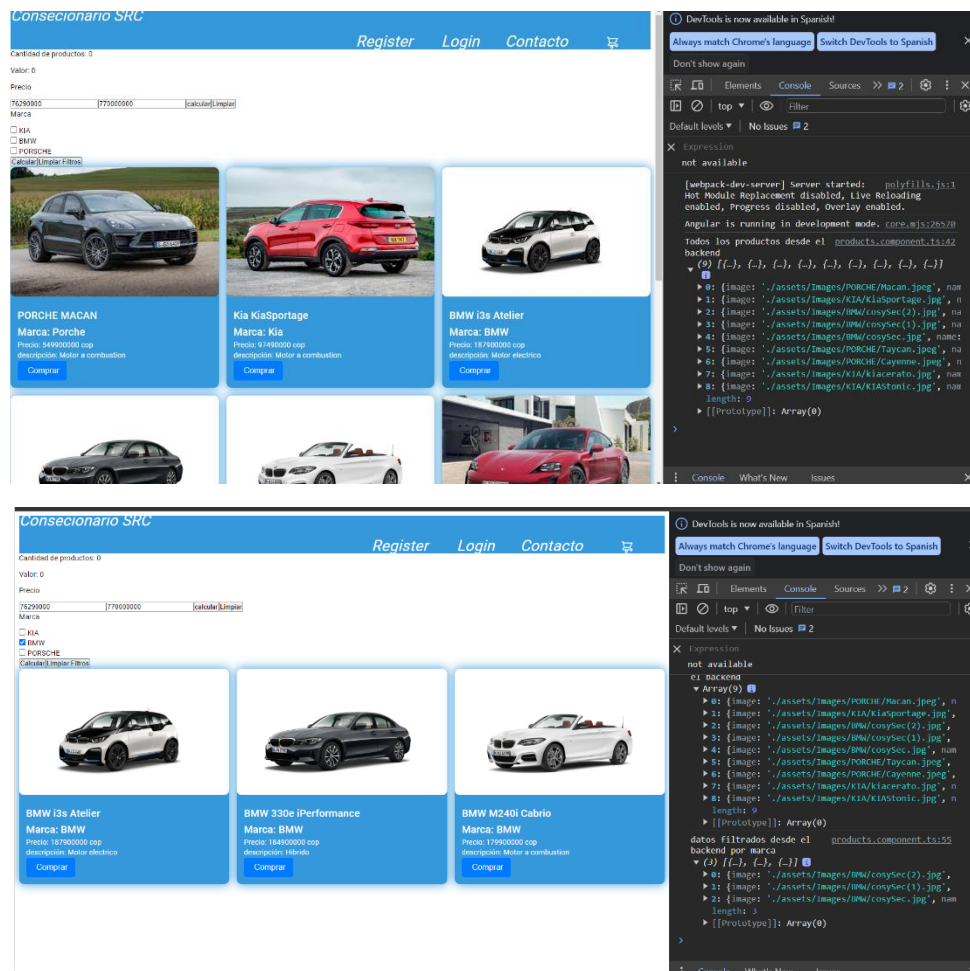 Consecionario SRC
Register Login Contacto
Cantidad de productos: 0
Valor: 0
Precio
76290000 770000000 calcular Limpiar
Marca
KIA
BMW
PORSCHE
Calcular Limpiar Filtros
PORCHE MACAN
Marca: Porche
Precio: 549900000 cop
descripción: Motor a combustion
Comprar
Kia KiaSportage
Marca: Kia
Precio: 97490000 cop
descripción: Motor a combustion
Comprar
BMW i3s Atelier
Marca: BMW
Precio: 187900000 cop
descripción: Motor electrico
Comprar
DevTools is now available in Spanish!
Always match Chrome's language Switch DevTools to Spanish
Don't show again
Elements Console Sources 2
top Filter
Default levels No Issues 2
Expression
not available
[webpack-dev-server] Server started: polyfills.js:1
Hot Module Replacement disabled, Live Reloading
enabled, Progress disabled, Overlay enabled.
Angular is running in development mode. core.mjs:26570
Todos los productos desde el products.component.ts:42
backend
(9) [{…}, {…}, {…}, {…}, {…}, {…}, {…}, {…}, {…}]
0: {image: './assets/Images/PORCHE/Macan.jpeg', nam
1: {image: './assets/Images/KIA/KiaSportage.jpg', n
2: {image: './assets/Images/BMW/cosySec(2).jpg', na
3: {image: './assets/Images/BMW/cosySec(1).jpg', na
4: {image: './assets/Images/BMW/cosySec.jpg', name:
5: {image: './assets/Images/PORCHE/Taycan.jpeg', na
6: {image: './assets/Images/PORCHE/Cayenne.jpeg', n
7: {image: './assets/Images/KIA/kiacerato.jpg', nam
8: {image: './assets/Images/KIA/KIAStonic.jpg', nam
length: 9
[[Prototype]]: Array(0)
Console What's New Issues
Consecionario SRC
Register Login Contacto
Cantidad de productos: 0
Valor: 0
Precio
76290000 770000000 calcular Limpiar
Marca
KIA
BMW
PORSCHE
Calcular Limpiar Filtros
BMW i3s Atelier
Marca: BMW
Precio: 187900000 cop
descripción: Motor electrico
Comprar
BMW 330e iPerformance
Marca: BMW
Precio: 184900000 cop
descripción: Hibrido
Comprar
BMW M240i Cabrio
Marca: BMW
Precio: 179900000 cop
descripción: Motor a combustion
Comprar
DevTools is now available in Spanish!
Always match Chrome's language Switch DevTools to Spanish
Don't show again
Elements Console Sources 2
top Filter
Default levels No Issues 2
Expression
not available
el backend
Array(9)
0: {image: './assets/Images/PORCHE/Macan.jpeg', n
1: {image: './assets/Images/KIA/KiaSportage.jpg',
2: {image: './assets/Images/BMW/cosySec(2).jpg',
3: {image: './assets/Images/BMW/cosySec(1).jpg',
4: {image: './assets/Images/BMW/cosySec.jpg', nam
5: {image: './assets/Images/PORCHE/Taycan.jpeg',
6: {image: './assets/Images/PORCHE/Cayenne.jpeg',
7: {image: './assets/Images/KIA/kiacerato.jpg', n
8: {image: './assets/Images/KIA/KIAStonic.jpg', n
length: 9
[[Prototype]]: Array(0)
datos filtrados desde el products.component.ts:55
backend por marca
(3) [{…}, {…}, {…}]
0: {image: './assets/Images/BMW/cosySec(2).jpg',
1: {image: './assets/Images/BMW/cosySec(1).jpg',
2: {image: './assets/Images/BMW/cosySec.jpg', nam
length: 3
[[Prototype]]: Array(0)
Console What's New Issues